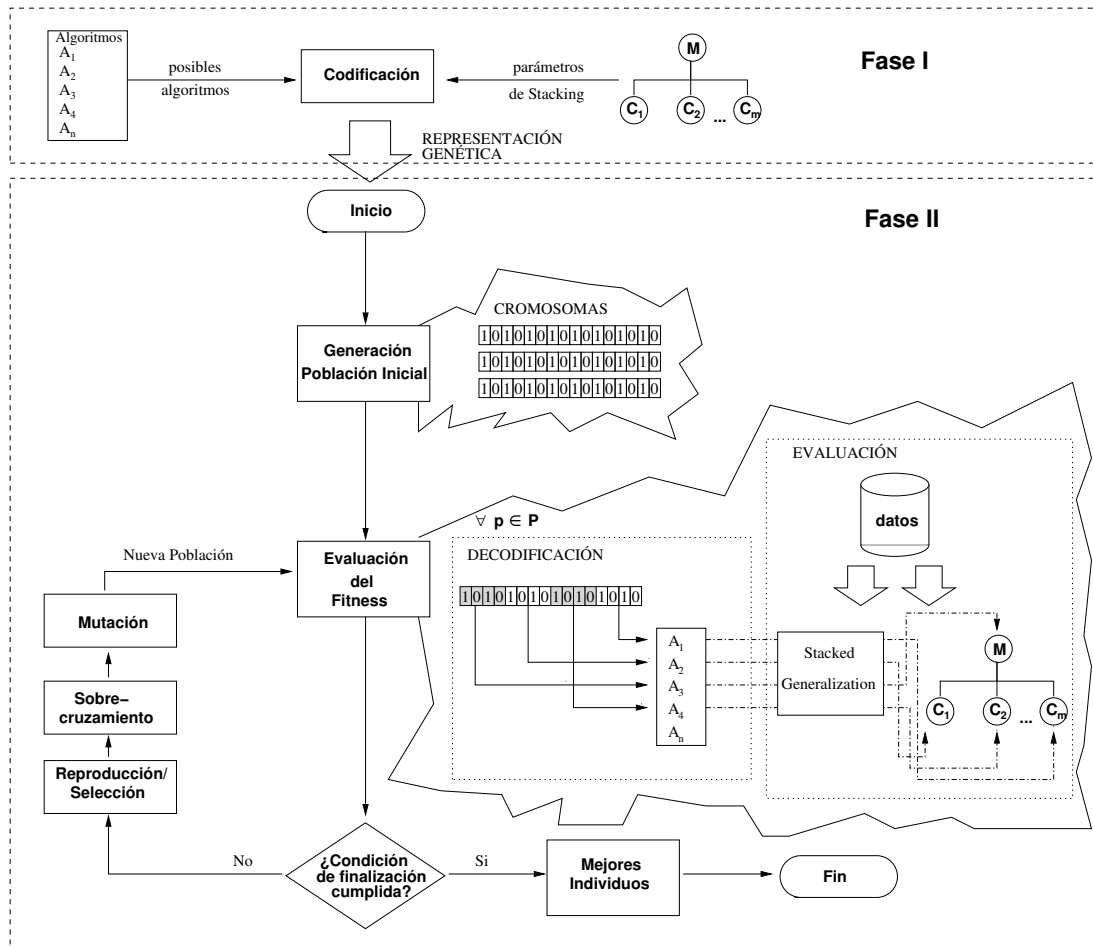 Algoritmos
A1
A2
A3
A4
An
posibles
algoritmos
Codificación
parámetros
de Stacking
M
C1
C2
...
Cm
Fase I
REPRESENTACIÓN
GENÉTICA
Inicio
Fase II
CROMOSOMAS
1010101010101010
1010101010101010
1010101010101010
Generación
Población Inicial
EVALUACIÓN
datos
∀ p ∈ P
DECODIFICACIÓN
1010101010101010
A1
A2
A3
A4
An
Stacked
Generalization
M
C1
C2
...
Cm
Nueva Población
Evaluación
del
Fitness
Mutación
Sobre−
cruzamiento
Reproducción/
Selección
No
¿Condición
de finalización
cumplida?
Si
Mejores
Individuos
Fin